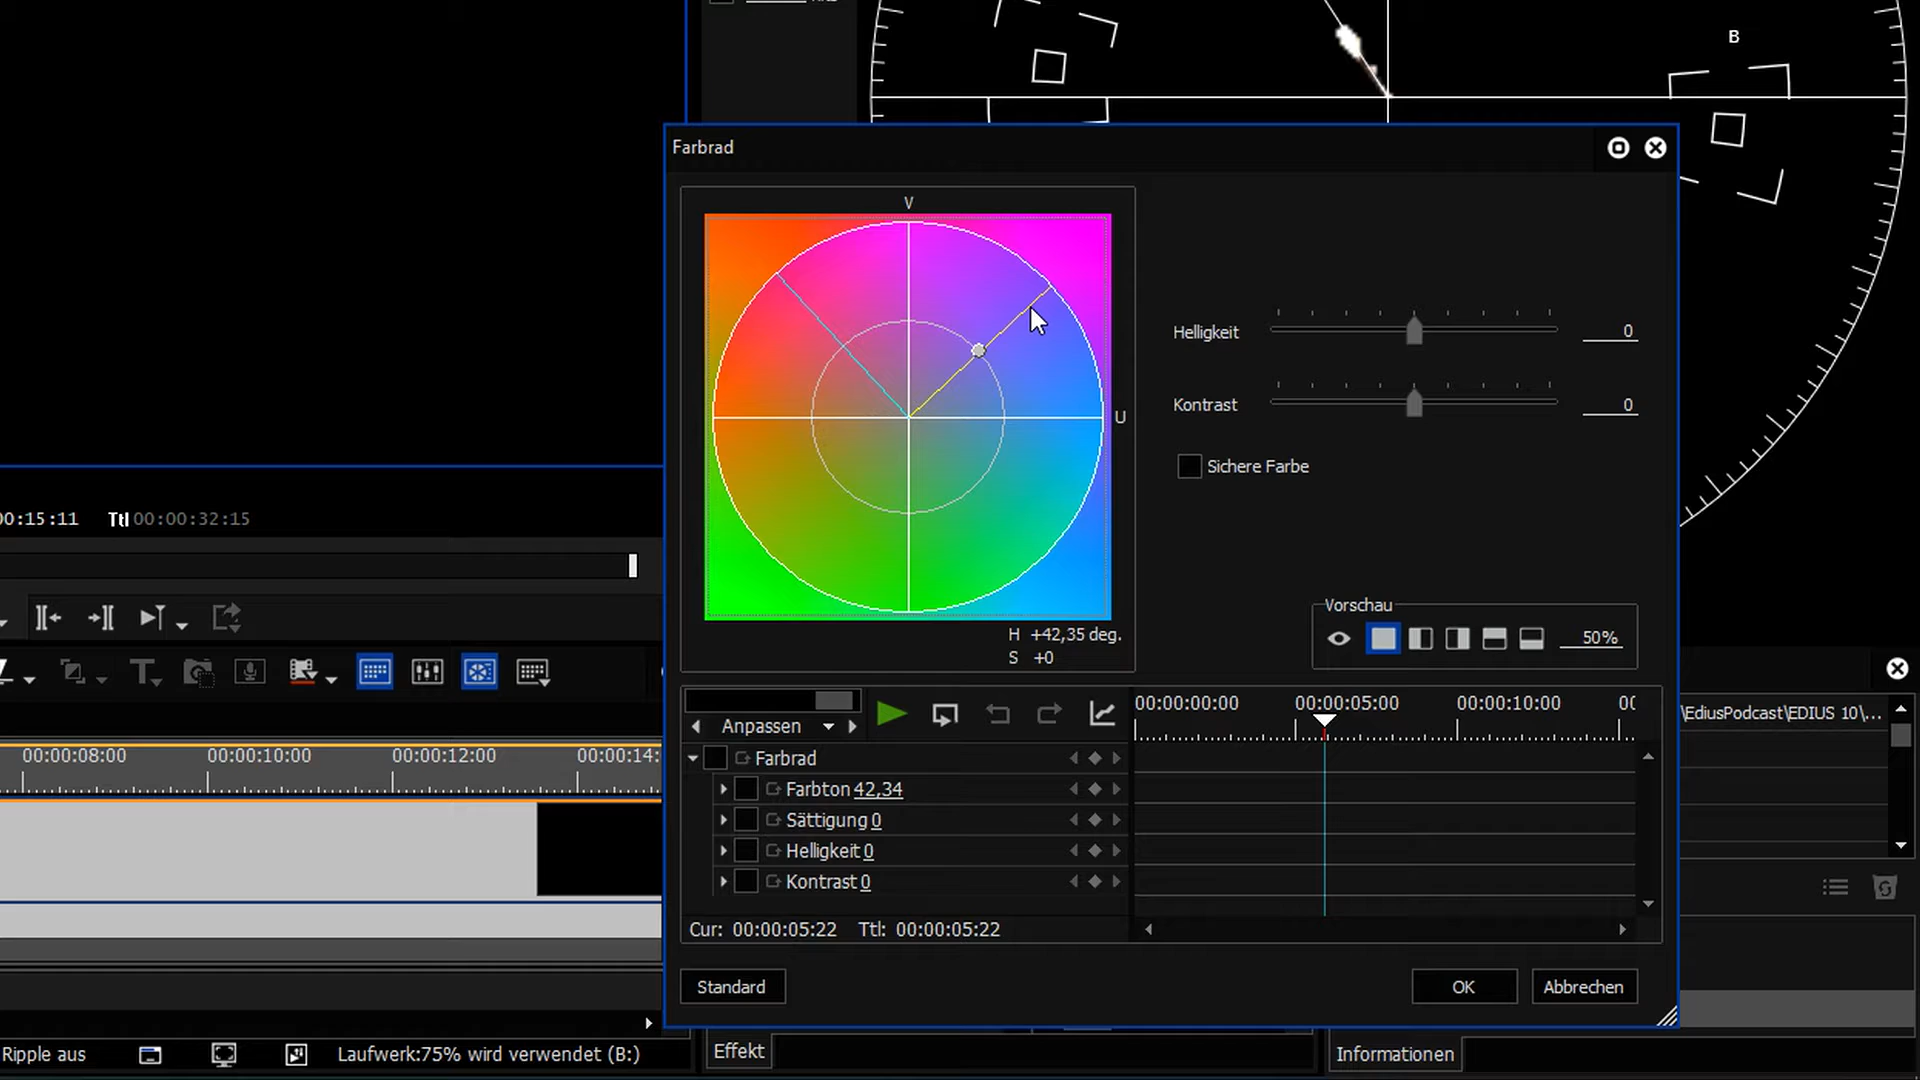 B
Farbrad
V
U
H +42,35 deg.
S +0
Helligkeit 0
Kontrast 0
Sichere Farbe
Vorschau
50%
00:15:11 Ttl 00:00:32:15
Anpassen
00:00:00:00 00:00:05:00 00:00:10:00 00
Farbrad
Farbton 42,34
Sättigung 0
Helligkeit 0
Kontrast 0
Cur: 00:00:05:22 Ttl: 00:00:05:22
Standard
OK
Abbrechen
00:00:08:00 00:00:10:00 00:00:12:00 00:00:14:
\EdiusPodcast\EDIUS 10\...
Ripple aus
Laufwerk:75% wird verwendet (B:)
Effekt
Informationen